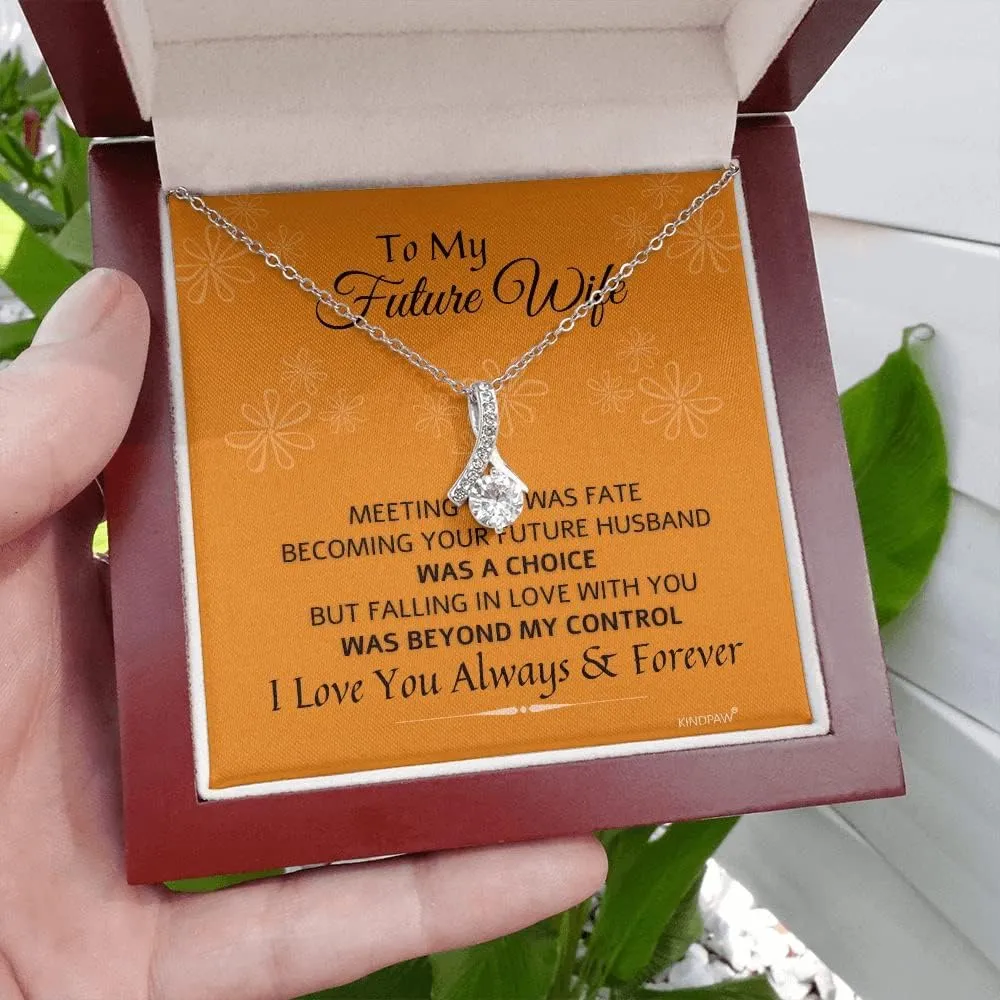 To My
Future Wife
MEETING WAS FATE
BECOMING YOUR FUTURE HUSBAND
WAS A CHOICE
BUT FALLING IN LOVE WITH YOU
WAS BEYOND MY CONTROL
I Love You Always & Forever
KINDPAW®